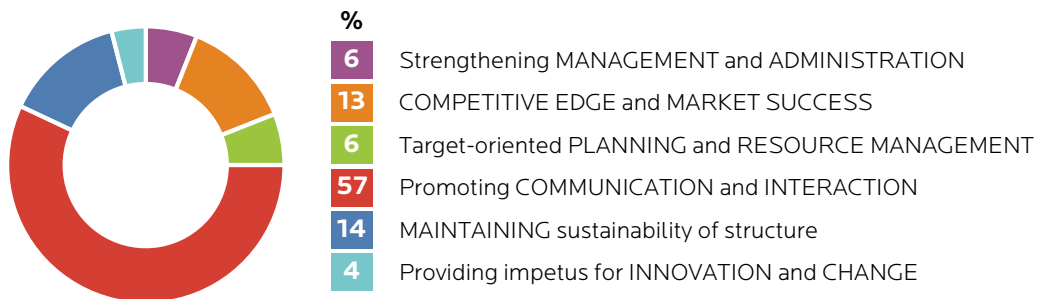 %
6 Strengthening MANAGEMENT and ADMINISTRATION
13 COMPETITIVE EDGE and MARKET SUCCESS
6 Target-oriented PLANNING and RESOURCE MANAGEMENT
57 Promoting COMMUNICATION and INTERACTION
14 MAINTAINING sustainability of structure
4 Providing impetus for INNOVATION and CHANGE